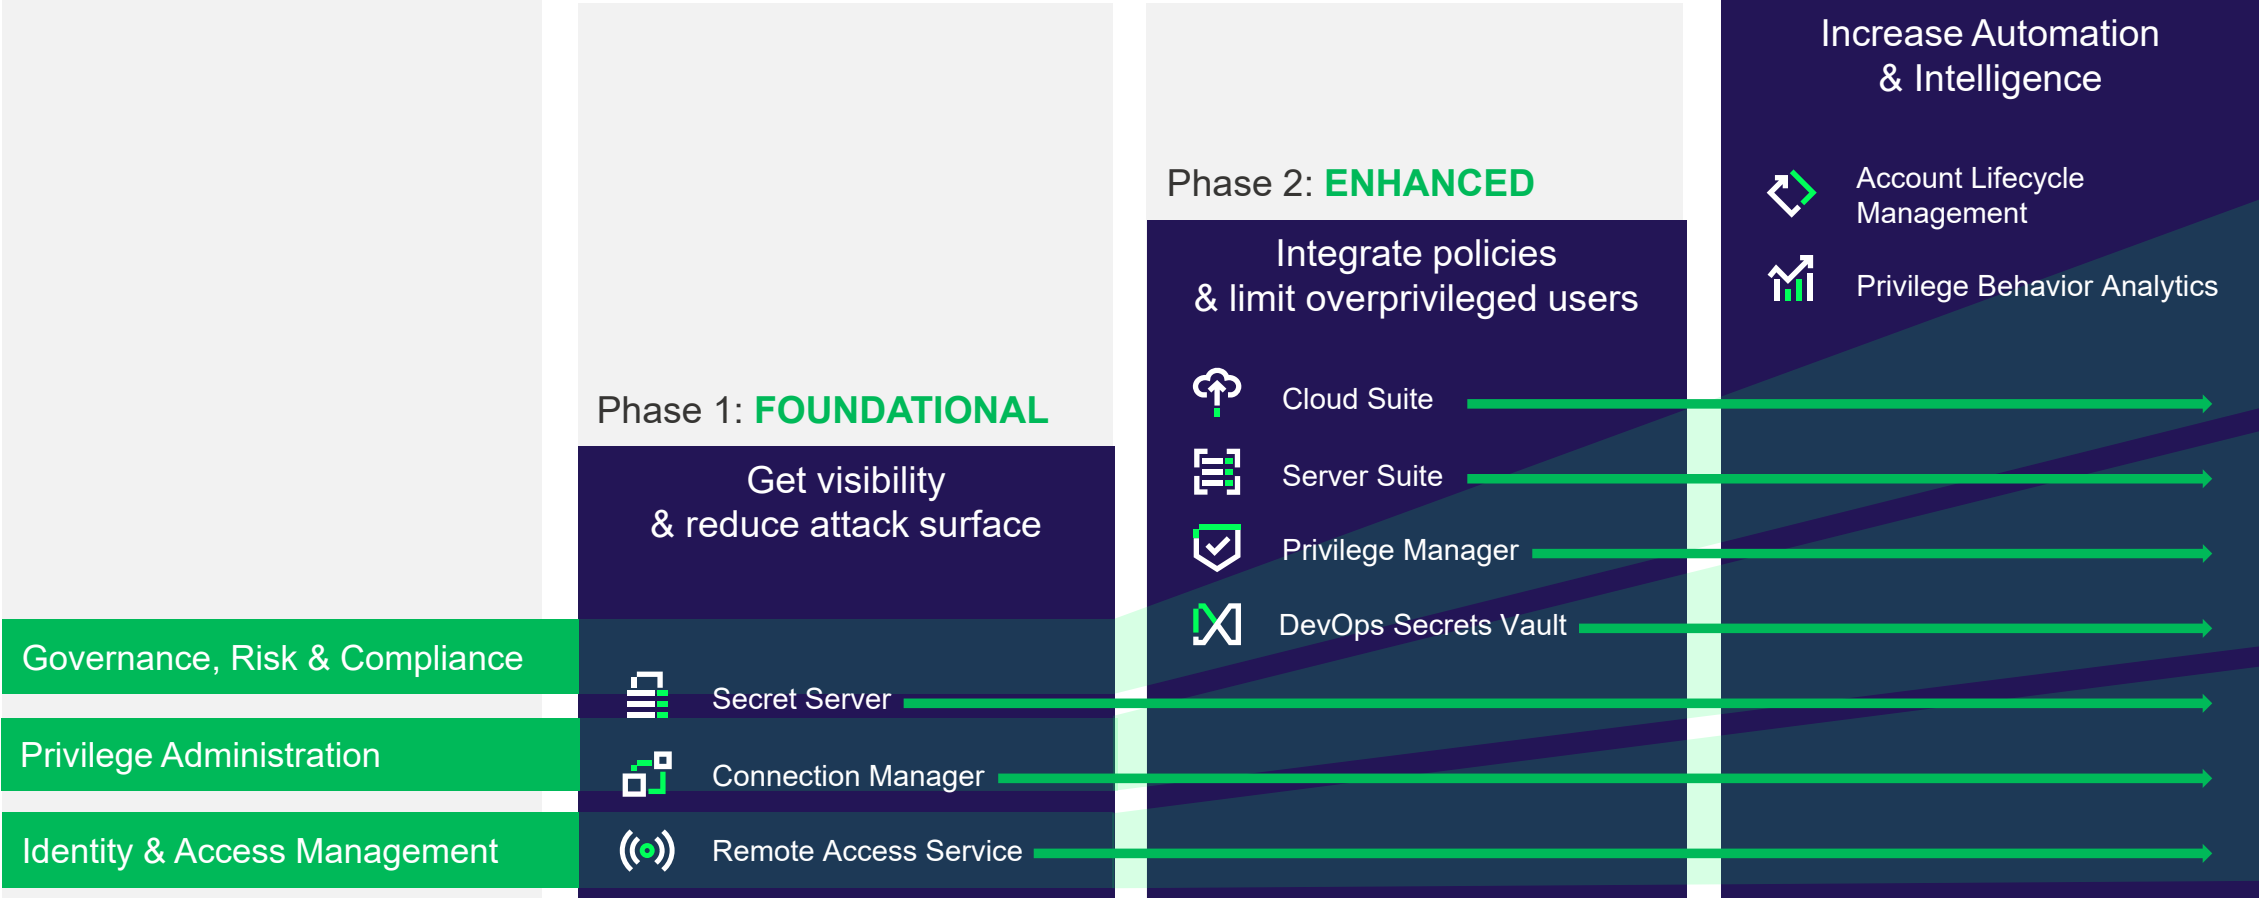 Governance, Risk & Compliance
Privilege Administration
Identity & Access Management
Phase 1: FOUNDATIONAL
Get visibility
& reduce attack surface
Secret Server
Connection Manager
Remote Access Service
Phase 2: ENHANCED
Integrate policies
& limit overprivileged users
Cloud Suite
Server Suite
Privilege Manager
DevOps Secrets Vault
Increase Automation
& Intelligence
Account Lifecycle
Management
Privilege Behavior Analytics